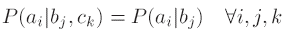 P(a_i|b_j, c_k) = P(a_i|b_j)  ∀i, j, k